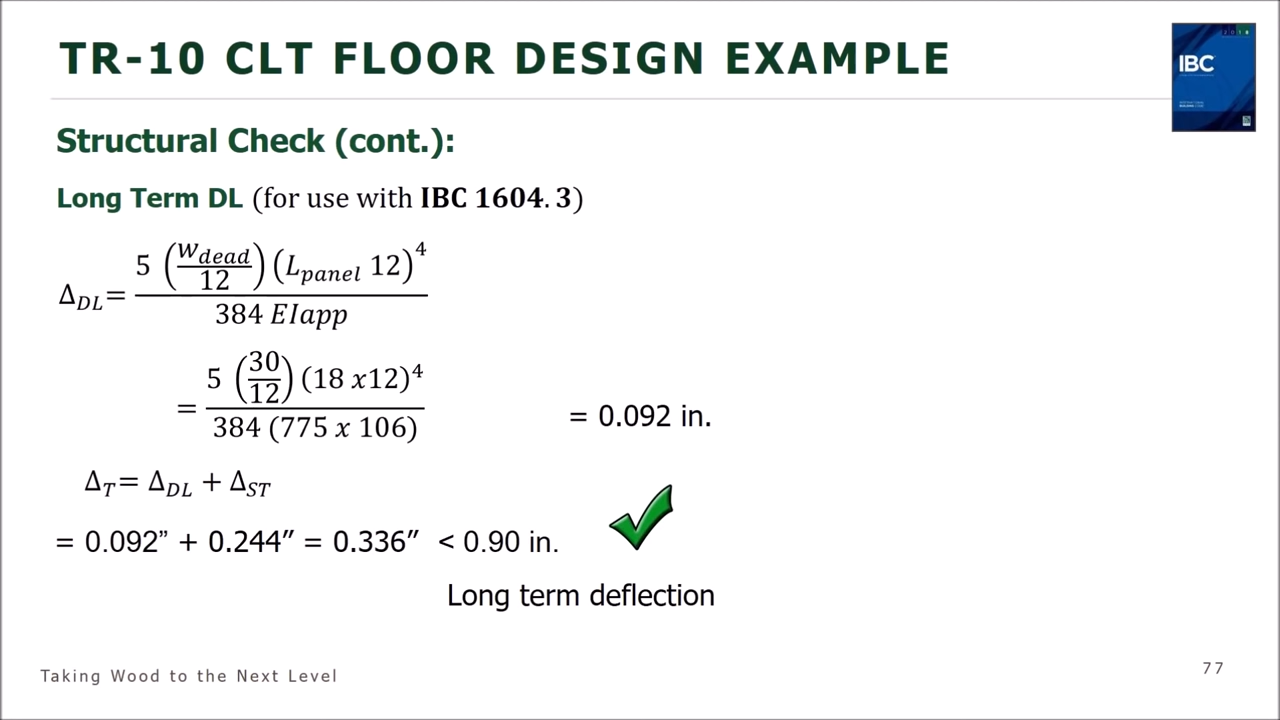 TR-10 CLT FLOOR DESIGN EXAMPLE
IBC
Structural Check (cont.):
Long Term DL (for use with IBC 1604.3)
Δ_DL = 5 (w_dead/12) (L_panel 12)^4 / 384 EIapp
= 5 (30/12) (18 x12)^4 / 384 (775 x 106) = 0.092 in.
Δ_T = Δ_DL + Δ_ST
= 0.092” + 0.244″ = 0.336″ < 0.90 in.
Long term deflection
Taking Wood to the Next Level
77